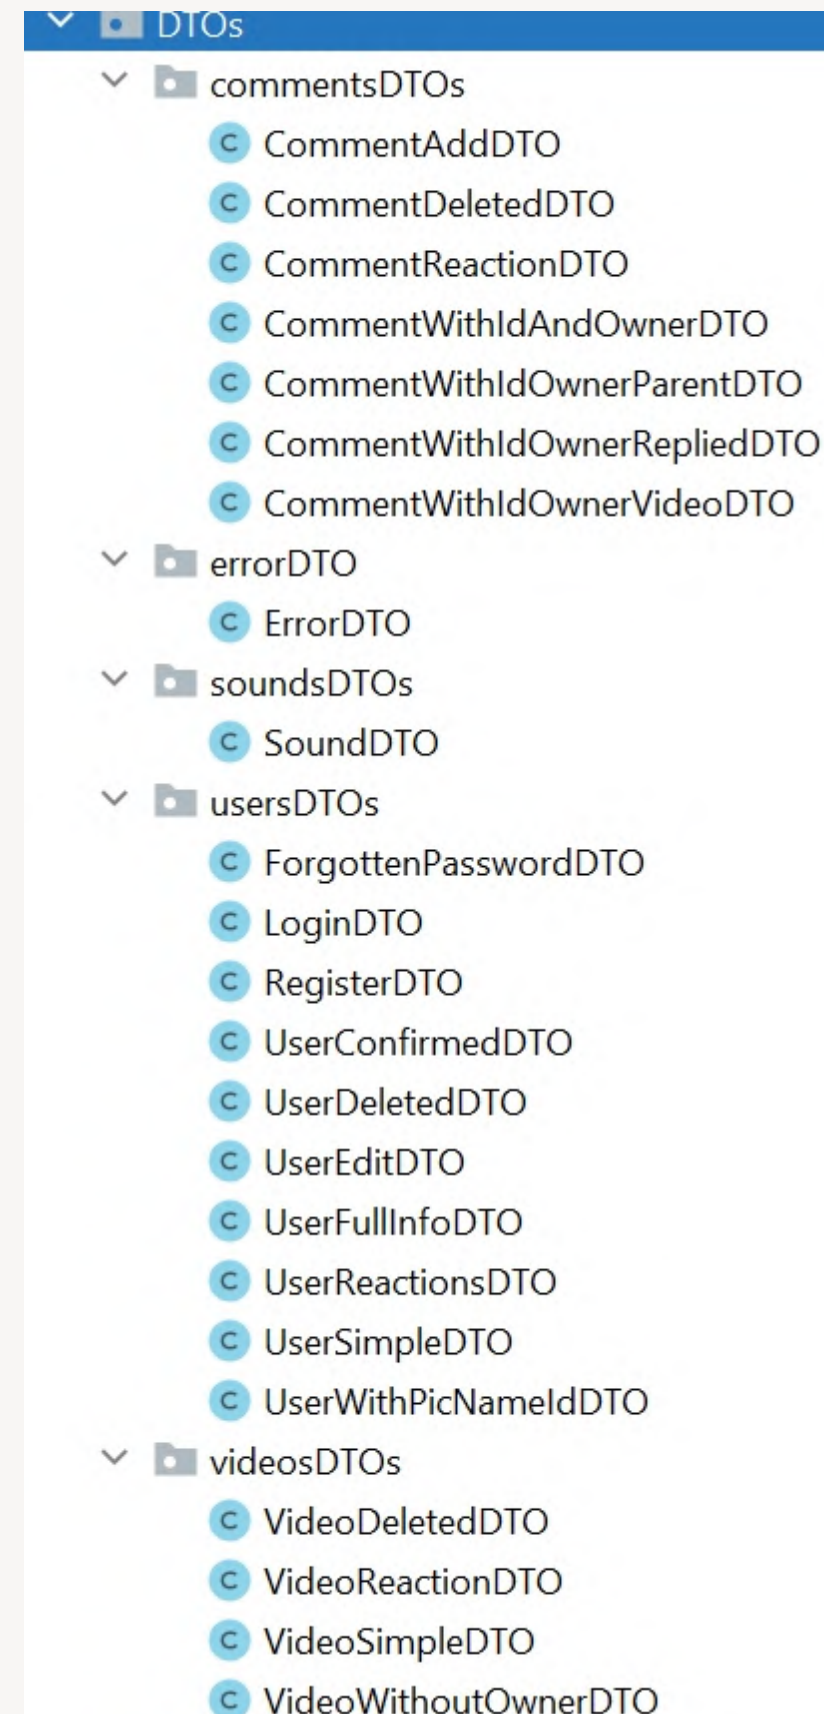 DTOs
commentsDTOs
C CommentAddDTO
C CommentDeletedDTO
C CommentReactionDTO
C CommentWithIdAndOwnerDTO
C CommentWithIdOwnerParentDTO
C CommentWithIdOwnerRepliedDTO
C CommentWithIdOwnerVideoDTO
errorDTO
C ErrorDTO
soundsDTOs
C SoundDTO
usersDTOs
C ForgottenPasswordDTO
C LoginDTO
C RegisterDTO
C UserConfirmedDTO
C UserDeletedDTO
C UserEditDTO
C UserFullInfoDTO
C UserReactionsDTO
C UserSimpleDTO
C UserWithPicNameIdDTO
videosDTOs
C VideoDeletedDTO
C VideoReactionDTO
C VideoSimpleDTO
C VideoWithoutOwnerDTO